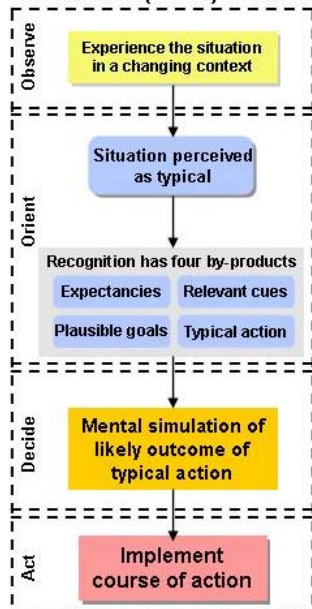 Observe
Experience the situation
in a changing context
Orient
Situation perceived
as typical
Recognition has four by-products
Expectancies
Relevant cues
Plausible goals
Typical action
Decide
Mental simulation of
likely outcome of
typical action
Act
Implement
course of action